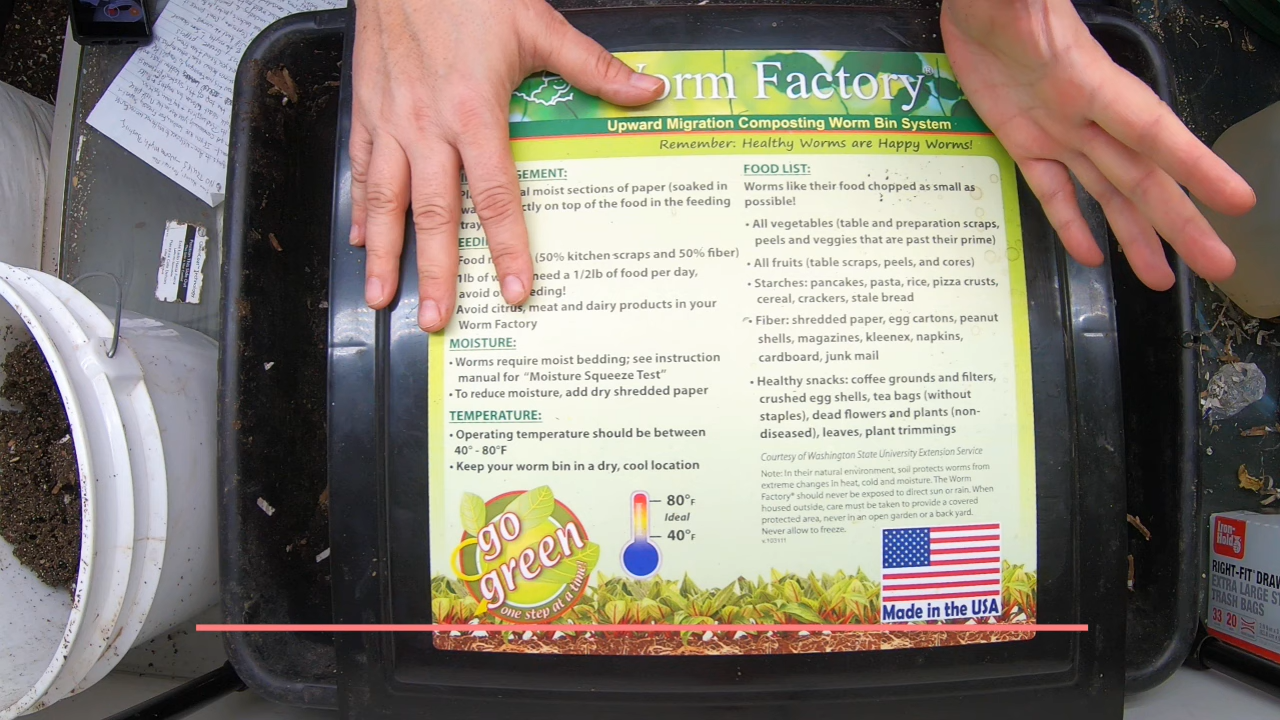 Worm Factory®
Upward Migration Composting Worm Bin System
Remember: Healthy Worms are Happy Worms!
GEMENT:
al moist sections of paper (soaked in
ctly on top of the food in the feeding
tray
Food (50% kitchen scraps and 50% fiber)
1lb of need a 1/2lb of food per day,
avoid eding!
Avoid citrus, meat and dairy products in your
Worm Factory
MOISTURE:
• Worms require moist bedding; see instruction
manual for "Moisture Squeeze Test"
• To reduce moisture, add dry shredded paper
TEMPERATURE:
• Operating temperature should be between
40° - 80°F
• Keep your worm bin in a dry, cool location
go
green
one step at a time!
80°F
Ideal
40°F
FOOD LIST:
Worms like their food chopped as small as
possible!
• All vegetables (table and preparation scraps,
peels and veggies that are past their prime)
• All fruits (table scraps, peels, and cores)
• Starches: pancakes, pasta, rice, pizza crusts,
cereal, crackers, stale bread
• Fiber: shredded paper, egg cartons, peanut
shells, magazines, kleenex, napkins,
cardboard, junk mail
• Healthy snacks: coffee grounds and filters,
crushed egg shells, tea bags (without
staples), dead flowers and plants (non-
diseased), leaves, plant trimmings
Courtesy of Washington State University Extension Service
Note: In their natural environment, soil protects worms from
extreme changes in heat, cold and moisture. The Worm
Factory® should never be exposed to direct sun or rain. When
housed outside, care must be taken to provide a covered
protected area, never in an open garden or a back yard.
Never allow to freeze.
Made in the USA
Iron-
Hold
RIGHT-FIT DRAW
EXTRA LARGE
TRASH BAGS
33 20